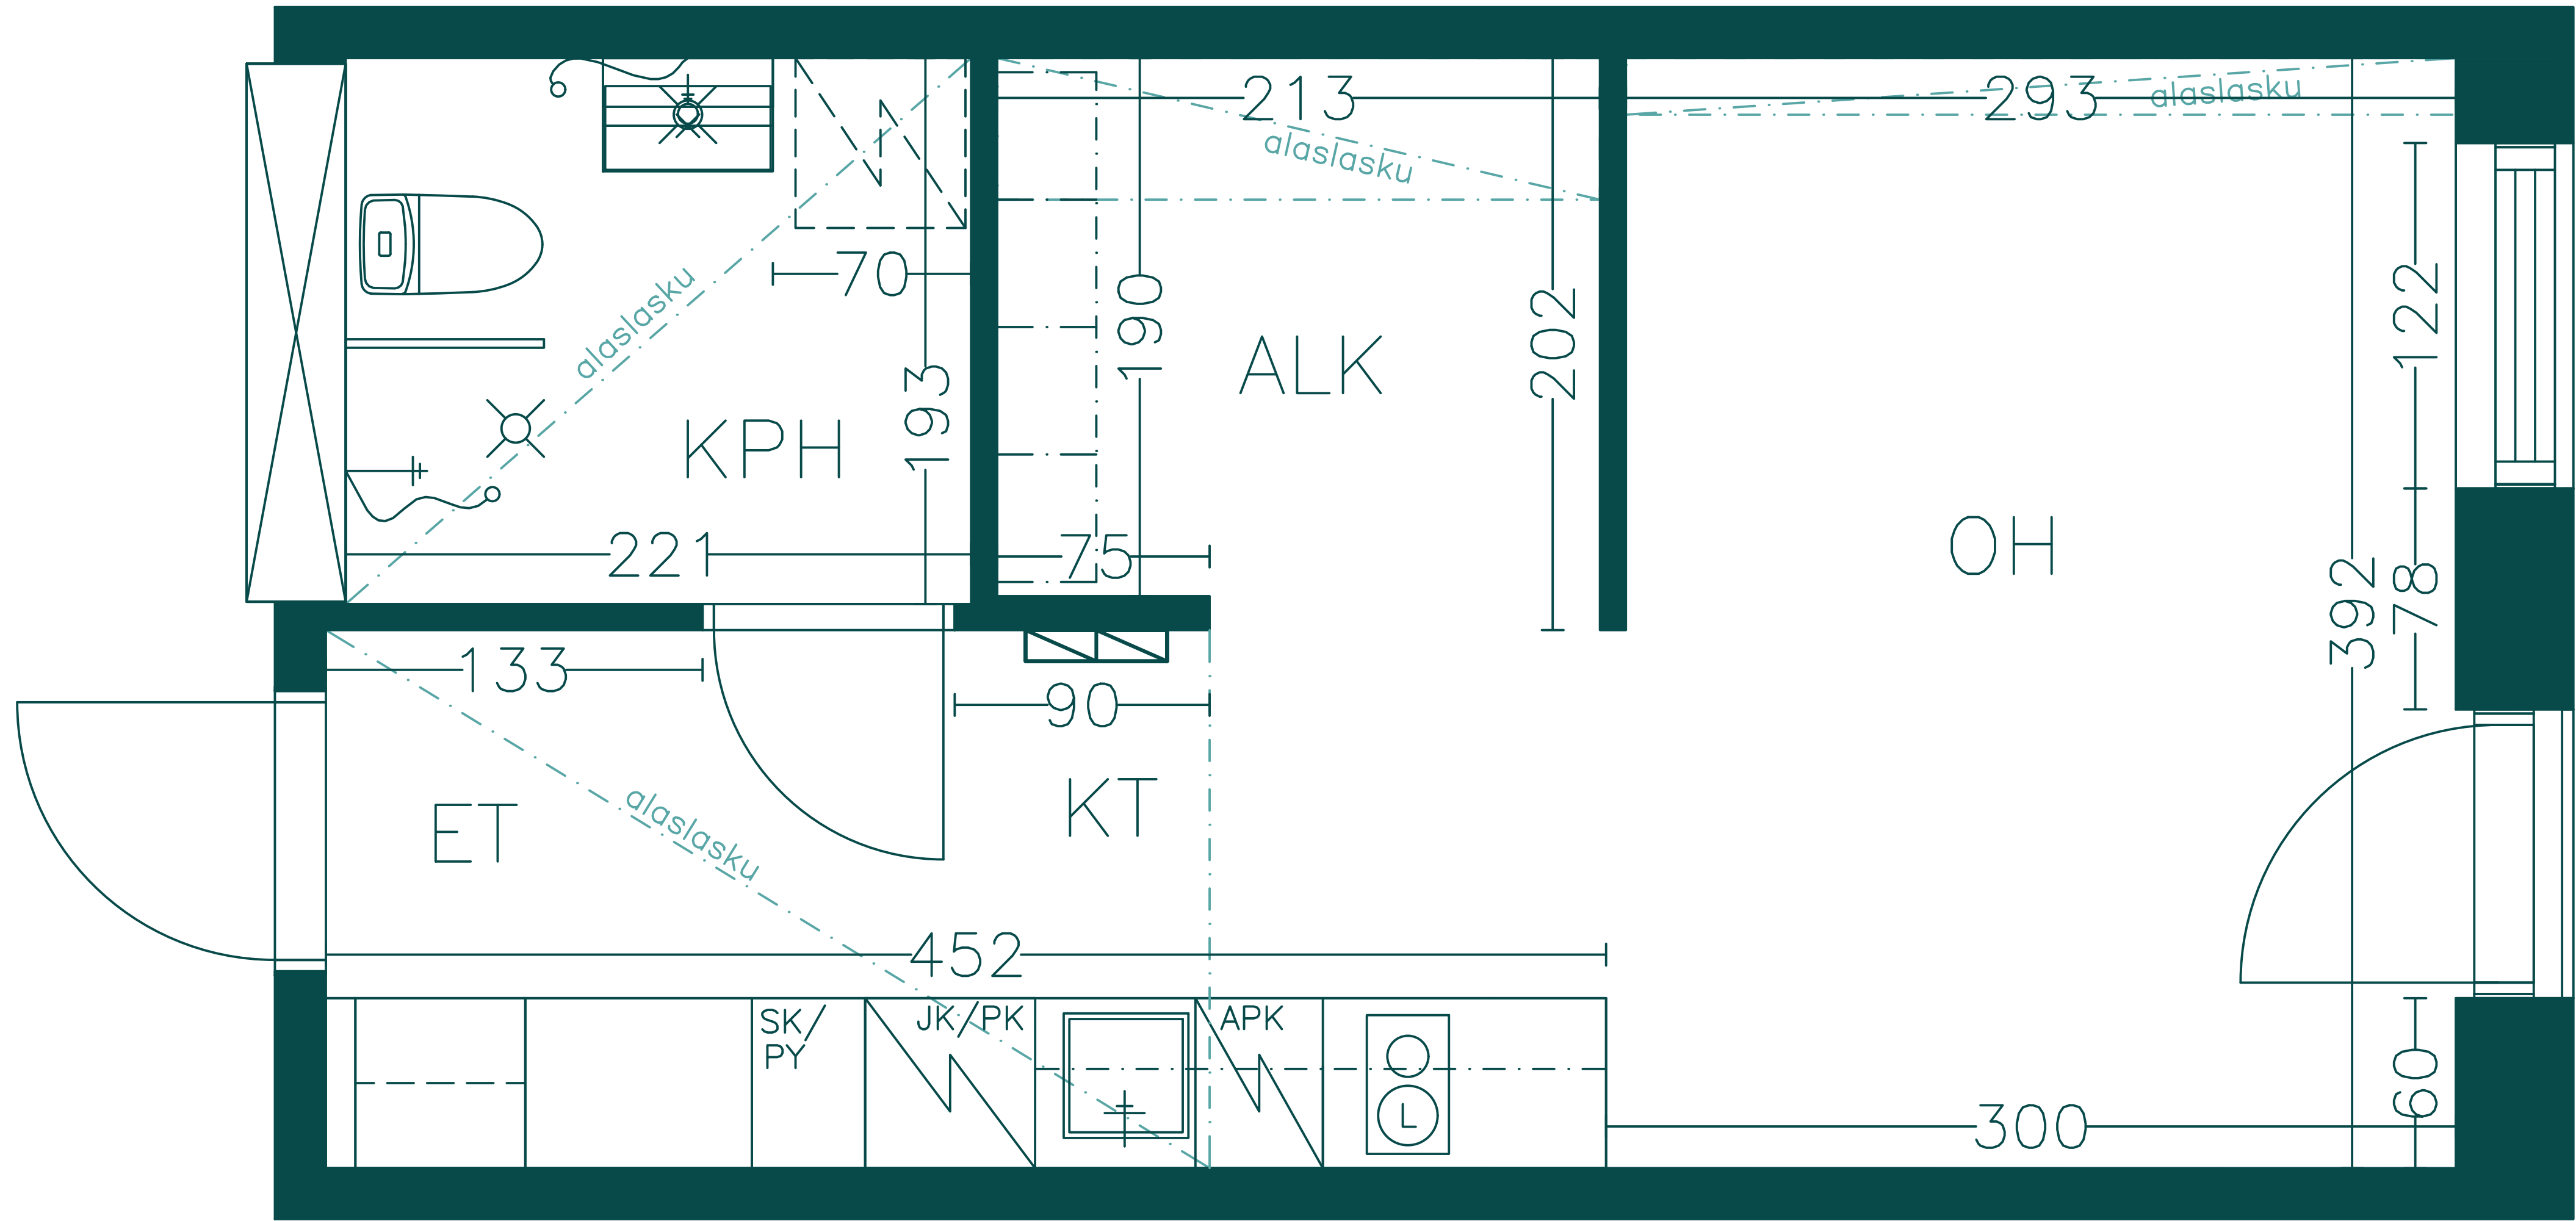 213
293
alaslasku
alaslasku
70
alaslasku
190
202
122
ALK
193
KPH
OH
221
75
392
78
133
90
ET
KT
alaslasku
452
SK/
PY
JK/PK
APK
L
300
60